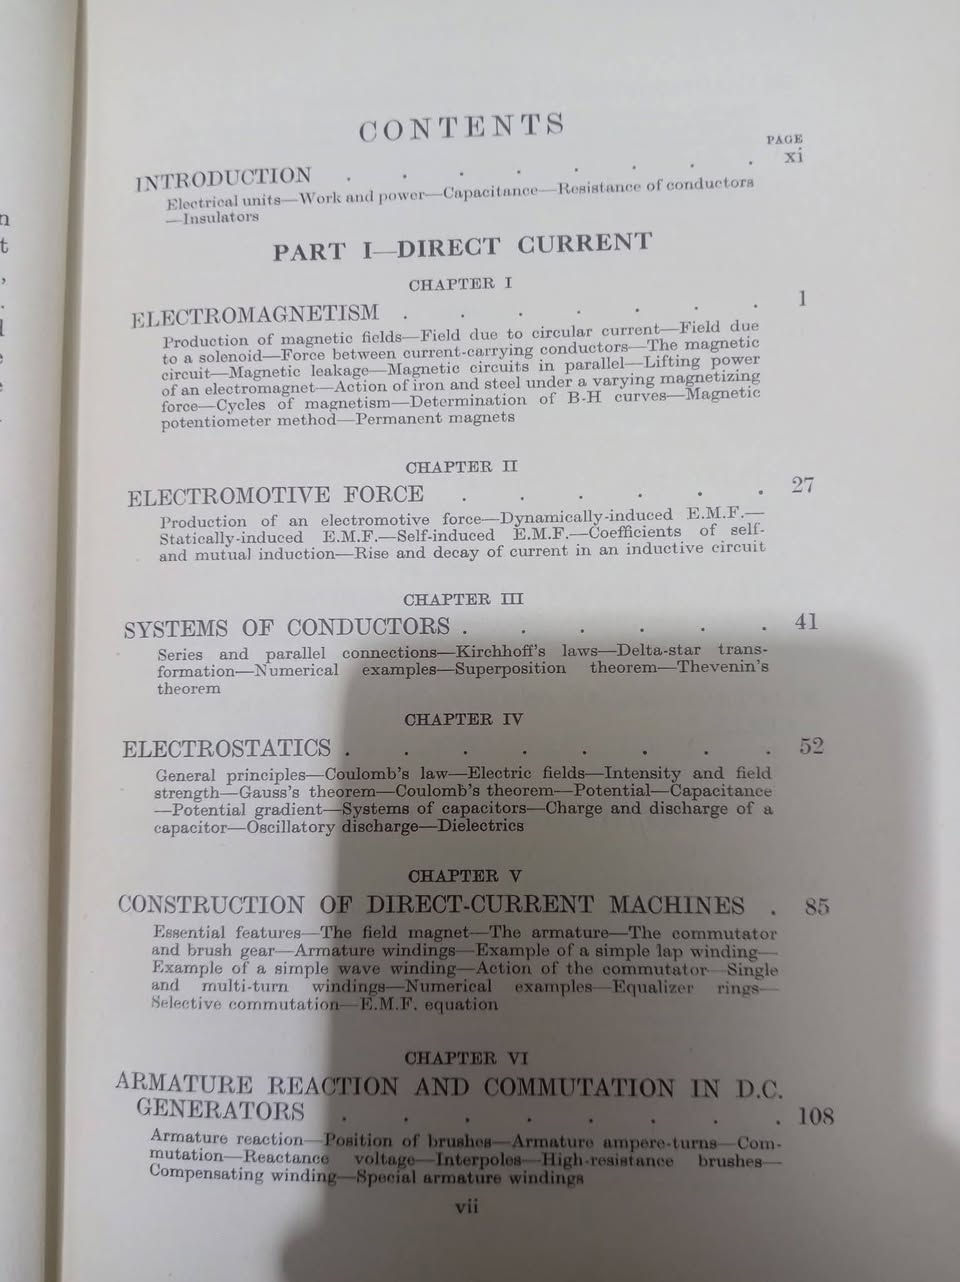 CONTENTS
PAGE
INTRODUCTION . . . . . . . . xi
Electrical units—Work and power—Capacitance—Resistance of conductors
—Insulators
PART I—DIRECT CURRENT
CHAPTER I
ELECTROMAGNETISM . . . . . . . 1
Production of magnetic fields—Field due to circular current—Field due
to a solenoid—Force between current-carrying conductors—The magnetic
circuit—Magnetic leakage—Magnetic circuits in parallel—Lifting power
of an electromagnet—Action of iron and steel under a varying magnetizing
force—Cycles of magnetism—Determination of B-H curves—Magnetic
potentiometer method—Permanent magnets
CHAPTER II
ELECTROMOTIVE FORCE . . . . . . 27
Production of an electromotive force—Dynamically-induced E.M.F.—
Statically-induced E.M.F.—Self-induced E.M.F.—Coefficients of self-
and mutual induction—Rise and decay of current in an inductive circuit
CHAPTER III
SYSTEMS OF CONDUCTORS . . . . . . 41
Series and parallel connections—Kirchhoff's laws—Delta-star trans-
formation—Numerical examples—Superposition theorem—Thevenin's
theorem
CHAPTER IV
ELECTROSTATICS . . . . . . . . 52
General principles—Coulomb's law—Electric fields—Intensity and field
strength—Gauss's theorem—Coulomb's theorem—Potential—Capacitance
—Potential gradient—Systems of capacitors—Charge and discharge of a
capacitor—Oscillatory discharge—Dielectrics
CHAPTER V
CONSTRUCTION OF DIRECT-CURRENT MACHINES . 85
Essential features—The field magnet—The armature—The commutator
and brush gear—Armature windings—Example of a simple lap winding—
Example of a simple wave winding—Action of the commutator—Single
and multi-turn windings—Numerical examples—Equalizer rings—
Selective commutation—E.M.F. equation
CHAPTER VI
ARMATURE REACTION AND COMMUTATION IN D.C.
GENERATORS . . . . . . . . 108
Armature reaction—Position of brushes—Armature ampere-turns—Com-
mutation—Reactance voltage—Interpoles—High-resistance brushes—
Compensating winding—Special armature windings
vii